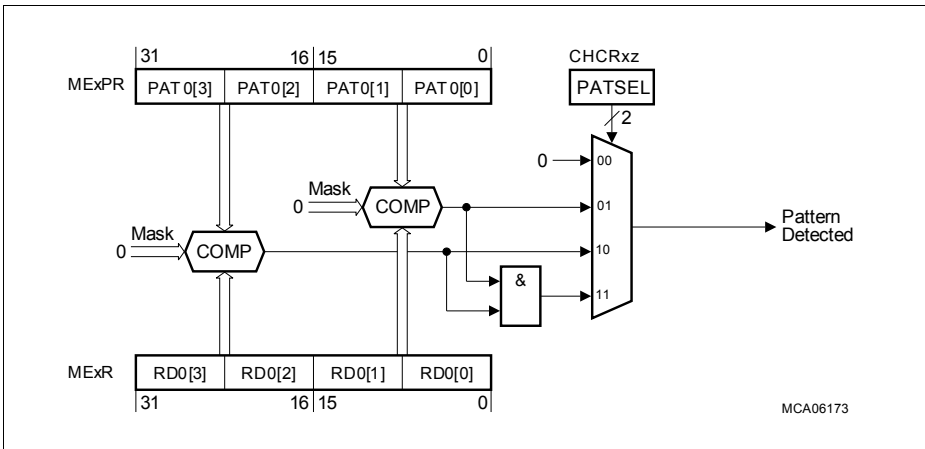 31 16 15 0
CHCRxz
MExPR PAT0[3] PAT0[2] PAT0[1] PAT0[0]
PATSEL
2
0 00
Mask
0 COMP 01
Pattern
Detected
Mask
0 COMP 10
&
11
MExR RD0[3] RD0[2] RD0[1] RD0[0]
31 16 15 0
MCA06173